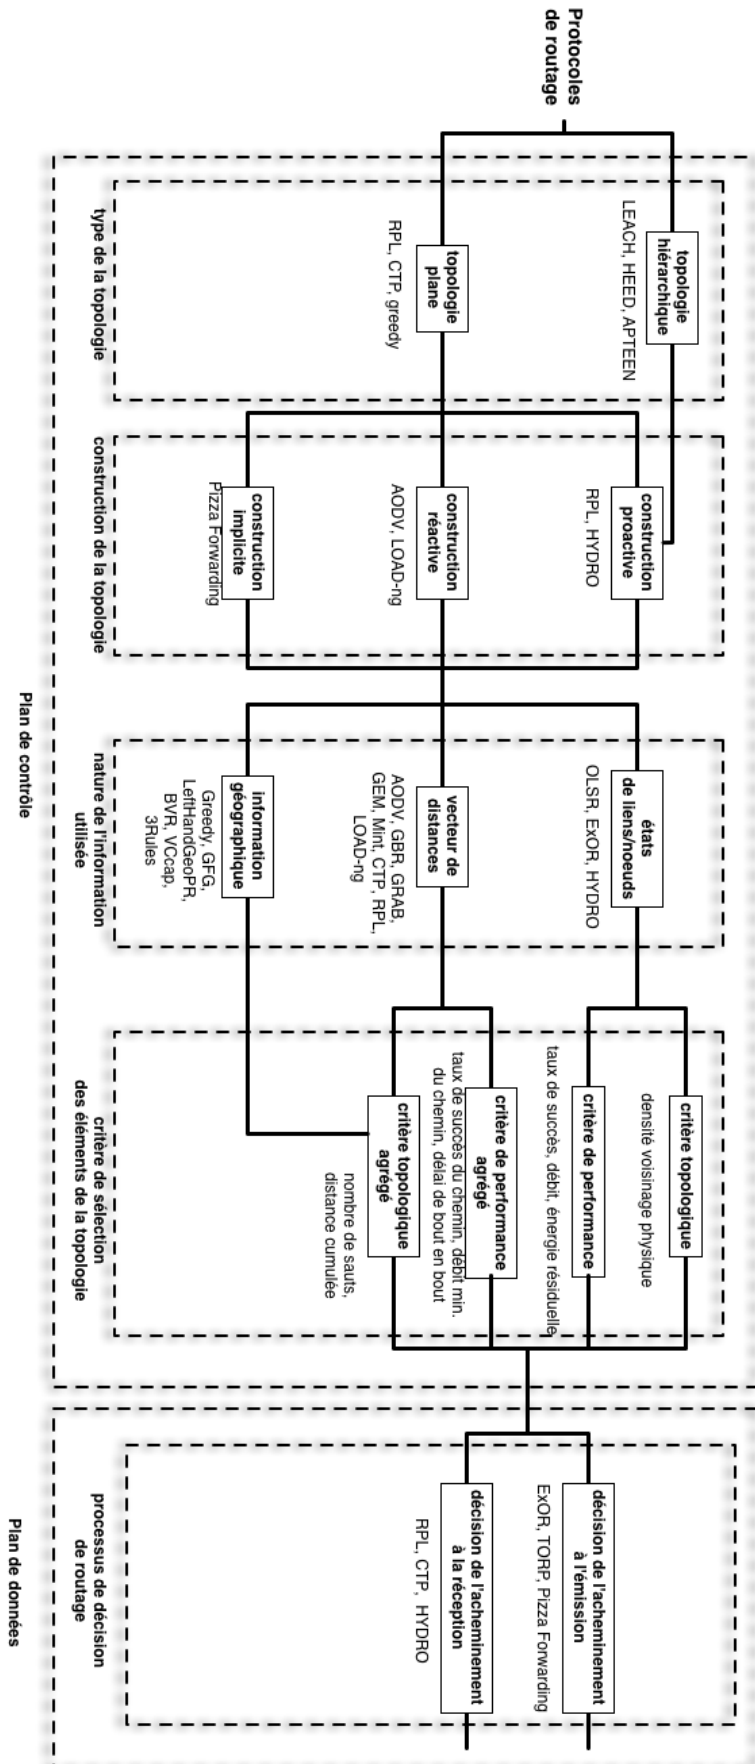 Protocoles
de routage
topologie
hiérarchique
LEACH, HEED, APTEEN
topologie
plane
RPL, CTP, greedy
type de la topologie
construction
proactive
RPL, HYDRO
construction
réactive
AODV, LOAD-ng
construction
implicite
Pizza Forwarding
construction de la topologie
états
de liens/noeuds
OLSR, ExOR, HYDRO
vecteur de
distances
AODV, GBR, GRAB,
GEM, Mint, CTP, RPL,
LOAD-ng
information
géographique
Greedy, GFG,
LeftHandGeoPR,
BVR, VCcap,
3Rules
nature de l'information
utilisée
critère topologique
densité voisinage physique
critère de performance
taux de succès, débit, énergie résiduelle
critère de performance
agrégé
taux de succès du chemin, débit min.
du chemin, délai de bout en bout
critère topologique
agrégé
nombre de sauts,
distance cumulée
critère de sélection
des éléments de la topologie
Plan de contrôle
décision de l'acheminement
à l'émission
ExOR, TORP, Pizza Forwarding
décision de l'acheminement
à la réception
RPL, CTP, HYDRO
processus de décision
de routage
Plan de données